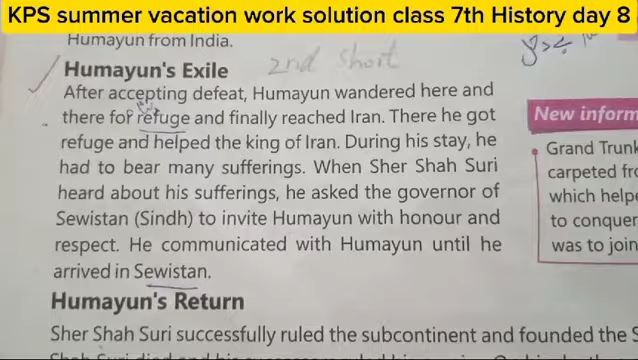 KPS summer vacation work solution class 7th History day 8
Humayun from India.
Humayun's Exile
2nd short
After accepting defeat, Humayun wandered here and
there for refuge and finally reached Iran. There he got
refuge and helped the king of Iran. During his stay, he
had to bear many sufferings. When Sher Shah Suri
heard about his sufferings, he asked the governor of
Sewistan (Sindh) to invite Humayun with honour and
respect. He communicated with Humayun until he
arrived in Sewistan.
Humayun's Return
Sher Shah Suri successfully ruled the subcontinent and founded the S
New inform
Grand Trunk
carpeted fr
which helpe
to conquer
was to join